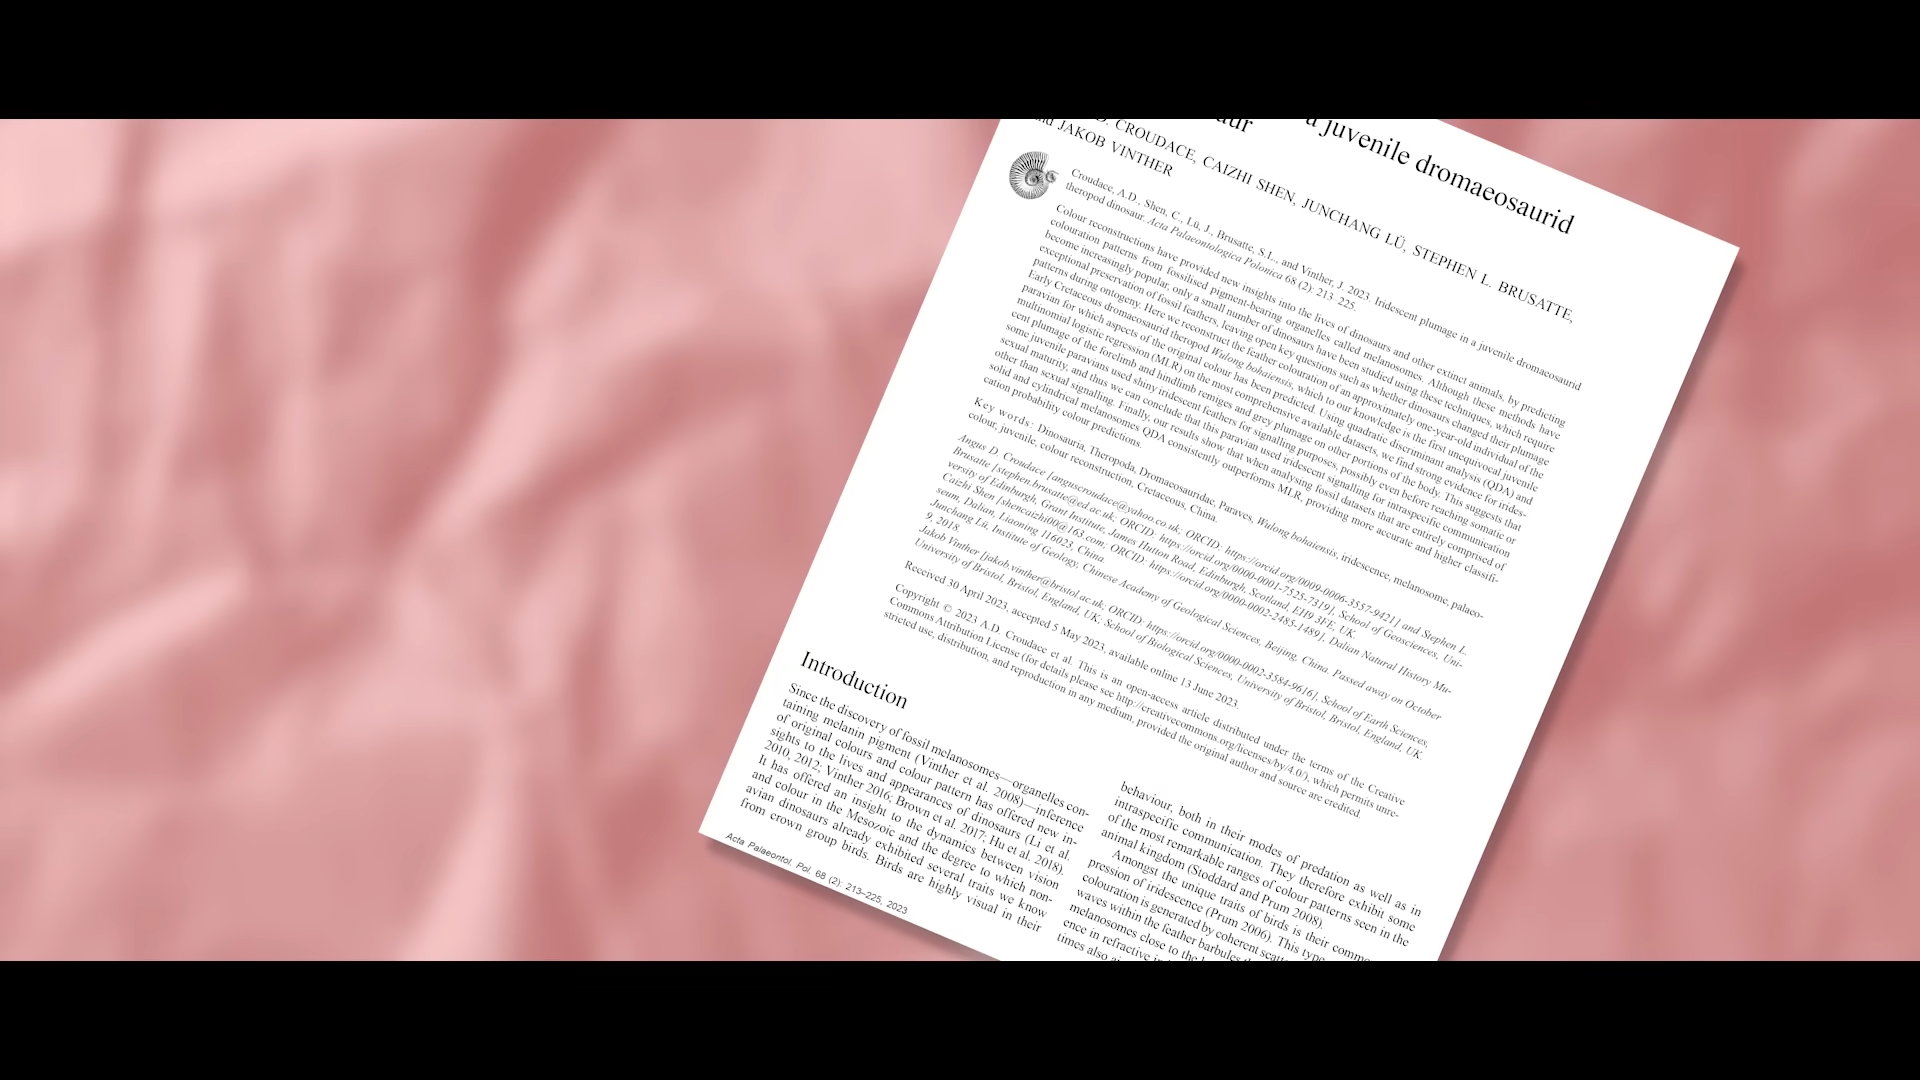 a juvenile dromaeosaurid
aur
D. CROUDACE, CAIZHI SHEN, JUNCHANG LÜ, STEPHEN L. BRUSATTE,
and JAKOB VINTHER
Croudace, A.D., Shen, C., Lü, J., Brusatte, S.L., and Vinther, J. 2023. Iridescent plumage in a juvenile dromaeosaurid
theropod dinosaur. Acta Palaeontologica Polonica 68 (2): 213–225.
Colour reconstructions have provided new insights into the lives of dinosaurs and other extinct animals, by predicting
colouration patterns from fossilised pigment-bearing organelles called melanosomes. Although these methods have
become increasingly popular, only a small number of dinosaurs have been studied using these techniques, which require
exceptional preservation of fossil feathers, leaving open key questions such as whether dinosaurs changed their plumage
patterns during ontogeny. Here we reconstruct the feather colouration of an approximately one-year-old individual of the
Early Cretaceous dromaeosaurid theropod Wulong bohaiensis, which to our knowledge is the first unequivocal juvenile
paravian for which aspects of the original colour has been predicted. Using quadratic discriminant analysis (QDA) and
multinomial logistic regression (MLR) on the most comprehensive available datasets, we find strong evidence for irides-
cent plumage of the forelimb and hindlimb remiges and grey plumage on other portions of the body. This suggests that
some juvenile paravians used shiny iridescent feathers for signalling purposes, possibly even before reaching somatic or
sexual maturity, and thus we can conclude that this paravian used iridescent signalling for intraspecific communication
other than sexual signalling. Finally, our results show that when analysing fossil datasets that are entirely comprised of
solid and cylindrical melanosomes QDA consistently outperforms MLR, providing more accurate and higher classifi-
cation probability colour predictions.
Key words: Dinosauria, Theropoda, Dromaeosauridae, Paraves, Wulong bohaiensis, iridescence, melanosome, palaeo-
colour, juvenile, colour reconstruction, Cretaceous, China.
Angus D. Croudace [anguscroudace@yahoo.co.uk; ORCID: https://orcid.org/0009-0006-3557-9421] and Stephen L.
Brusatte [stephen.brusatte@ed.ac.uk; ORCID: https://orcid.org/0000-0001-7525-7319], School of Geosciences, Uni-
versity of Edinburgh, Grant Institute, James Hutton Road, Edinburgh, Scotland, EH9 3FE, UK.
Caizhi Shen [shencaizhi00@163.com; ORCID: https://orcid.org/0000-0002-2485-1489], Dalian Natural History Mu-
seum, Dalian, Liaoning 116023, China.
Junchang Lü, Institute of Geology, Chinese Academy of Geological Sciences, Beijing, China. Passed away on October
9, 2018.
Jakob Vinther [jakob.vinther@bristol.ac.uk; ORCID: https://orcid.org/0000-0002-3584-9616], School of Earth Sciences,
University of Bristol, Bristol, England, UK; School of Biological Sciences, University of Bristol, Bristol, England, UK.
Received 30 April 2023, accepted 5 May 2023, available online 13 June 2023.
Copyright © 2023 A.D. Croudace et al. This is an open-access article distributed under the terms of the Creative
Commons Attribution License (for details please see http://creativecommons.org/licenses/by/4.0/), which permits unre-
stricted use, distribution, and reproduction in any medium, provided the original author and source are credited.
Introduction
Since the discovery of fossil melanosomes—organelles con-
taining melanin pigment (Vinther et al. 2008)—inference
of original colours and colour pattern has offered new in-
sights to the lives and appearances of dinosaurs (Li et al.
2010, 2012; Vinther 2016; Brown et al. 2017; Hu et al. 2018).
It has offered an insight to the dynamics between vision
and colour in the Mesozoic and the degree to which non-
avian dinosaurs already exhibited several traits we know
from crown group birds. Birds are highly visual in their
behaviour, both in their modes of predation as well as in
intraspecific communication. They therefore exhibit some
of the most remarkable ranges of colour patterns seen in the
animal kingdom (Stoddard and Prum 2008).
Amongst the unique traits of birds is their common
pression of iridescence (Prum 2006). This type
colouration is generated by coherent scatt
waves within the feather barbules
melanosomes close to the
ence in refractive
times also
Acta Palaeontol. Pol. 68 (2): 213–225, 2023